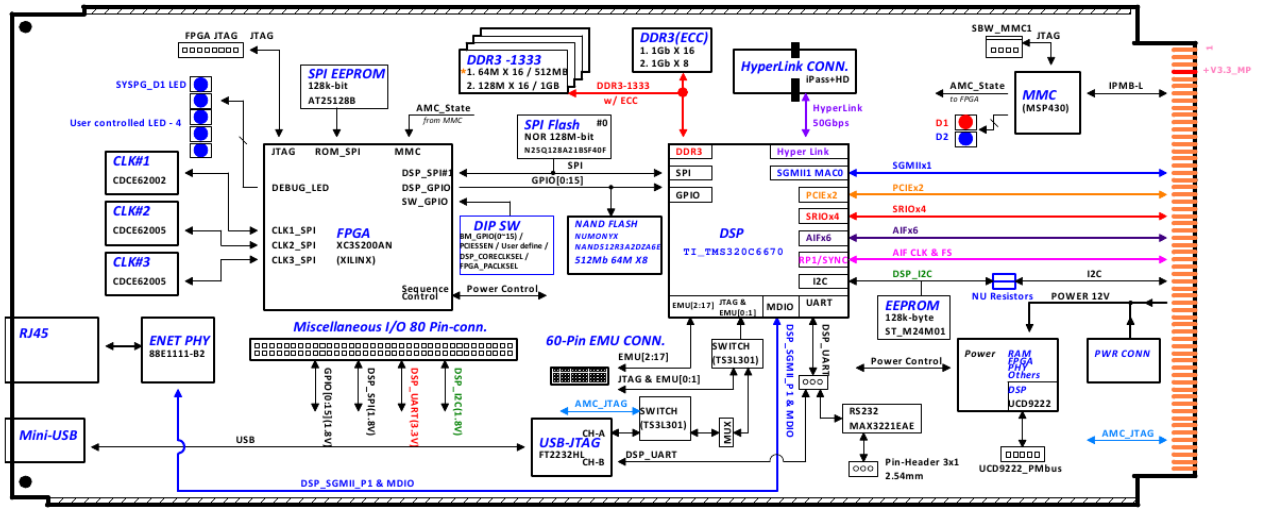 FPGA JTAG
JTAG
SYSPG_D1 LED
User controlled LED - 4
SPI EEPROM
128k-bit
AT25128B
AMC_State
from MMC
DDR3 -1333
*1. 64M X 16 / 512MB
2. 128M X 16 / 1GB
DDR3(ECC)
1. 1Gb X 16
2. 1Gb X 8
DDR3-1333
w/ ECC
HyperLink CONN.
iPass+HD
HyperLink
50Gbps
SBW_MMC1
JTAG
AMC_State
to FPGA
D1
D2
MMC
(MSP430)
IPMB-L
+V3.3_MP
SPI Flash
#0
NOR 128M-bit
N25Q128A21BSF40F
SPI
GPIO[0:15]
CLK#1
CDCE62002
CLK#2
CDCE62005
CLK#3
CDCE62005
JTAG
ROM_SPI
MMC
DEBUG_LED
CLK1_SPI
CLK2_SPI
CLK3_SPI
DSP_SPI#1
DSP_GPIO
SW_GPIO
FPGA
XC3S200AN
(XILINX)
Sequence
Control
Power Control
DIP SW
BM_GPIO(0~15) /
PCIESSEN / User define /
DSP_CORECLKSEL /
FPGA_PACLKSEL
NAND FLASH
NUMONYX
NAND512R3A2DZA6E
512Mb 64M X8
DDR3
SPI
GPIO
Hyper Link
SGMII1 MAC0
PCIEx2
SRIOx4
AIFx6
RP1/SYNC
I2C
DSP
TI_TMS320C6670
EMU[2:17]
JTAG &
EMU[0:1]
MDIO
UART
SGMIIx1
PCIEx2
SRIOx4
AIFx6
AIF CLK & FS
DSP_I2C
I2C
NU Resistors
EEPROM
128k-byte
ST_M24M01
POWER 12V
Power
RAM
FPGA
PHY
Others
DSP
UCD9222
PWR CONN
Power Control
UCD9222_PMbus
AMC_JTAG
RJ45
ENET PHY
88E1111-B2
Mini-USB
USB
Miscellaneous I/O 80 Pin-conn.
GPIO[0:15](1.8V)
DSP_SPI(1.8V)
DSP_UART(3.3V)
DSP_I2C(1.8V)
60-Pin EMU CONN.
EMU[2:17]
JTAG & EMU[0:1]
SWITCH
(TS3L301)
AMC_JTAG
SWITCH
(TS3L301)
MUX
USB-JTAG
FT2232HL
CH-A
CH-B
DSP_UART
DSP_SGMII_P1 & MDIO
DSP_UART
RS232
MAX3221EAE
Pin-Header 3x1
2.54mm
DSP_SGMII_P1 & MDIO